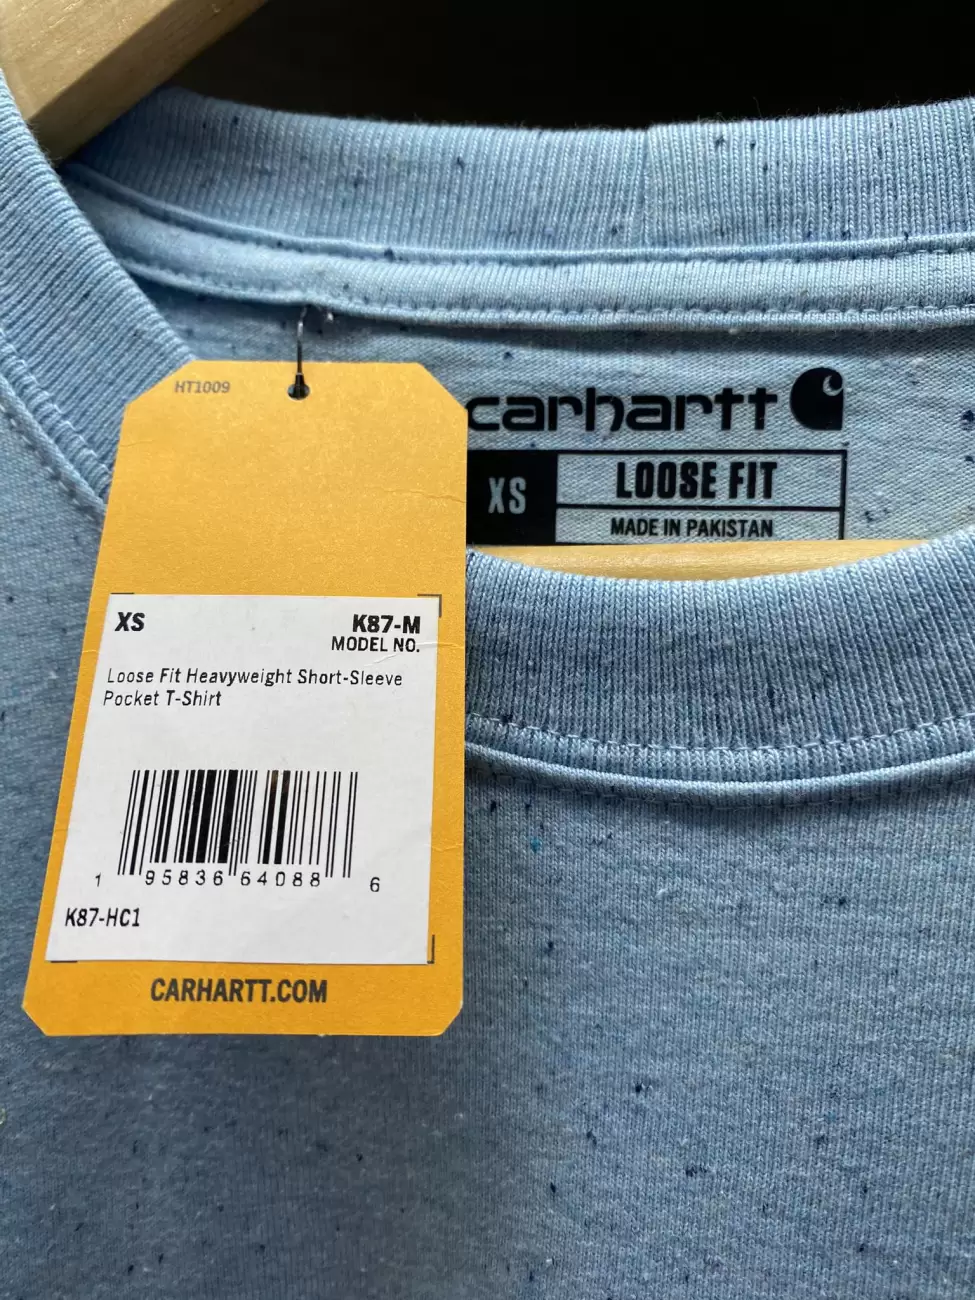 HT1009
XS
K87-M
MODEL NO.
Loose Fit Heavyweight Short-Sleeve
Pocket T-Shirt
1 95836 64088 6
K87-HC1
CARHARTT.COM
carhartt
XS
LOOSE FIT
MADE IN PAKISTAN